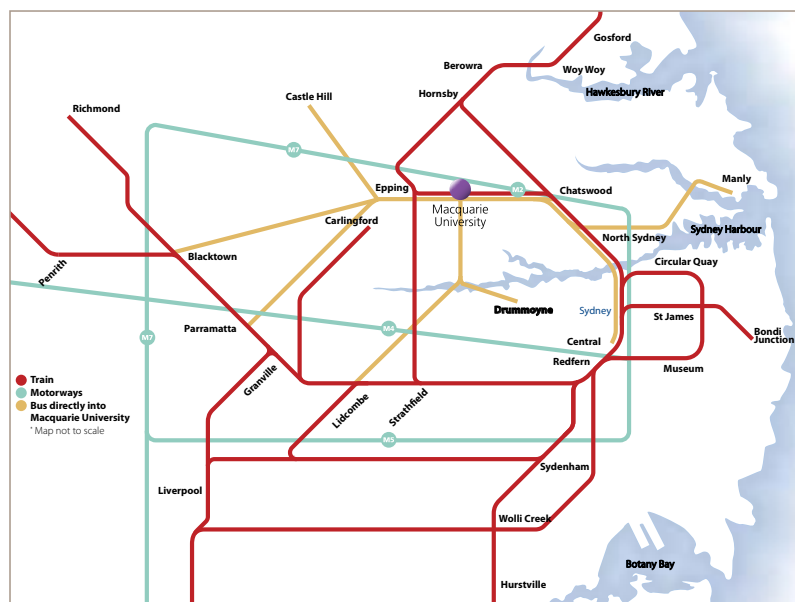 Gosford
Berowra
Woy Woy
Hawkesbury River
Hornsby
Castle Hill
Richmond
M7
Manly
Epping
M2
Chatswood
Macquarie
University
Carlingford
Sydney Harbour
North Sydney
Blacktown
Circular Quay
Penrith
Drummoyne
Sydney
St James
Parramatta
M4
Bondi
Junction
M7
Central
Redfern
Museum
Granville
Train
Motorways
Bus directly into
Macquarie University
* Map not to scale
Lidcombe
Strathfield
M5
Sydenham
Liverpool
Wolli Creek
Botany Bay
Hurstville